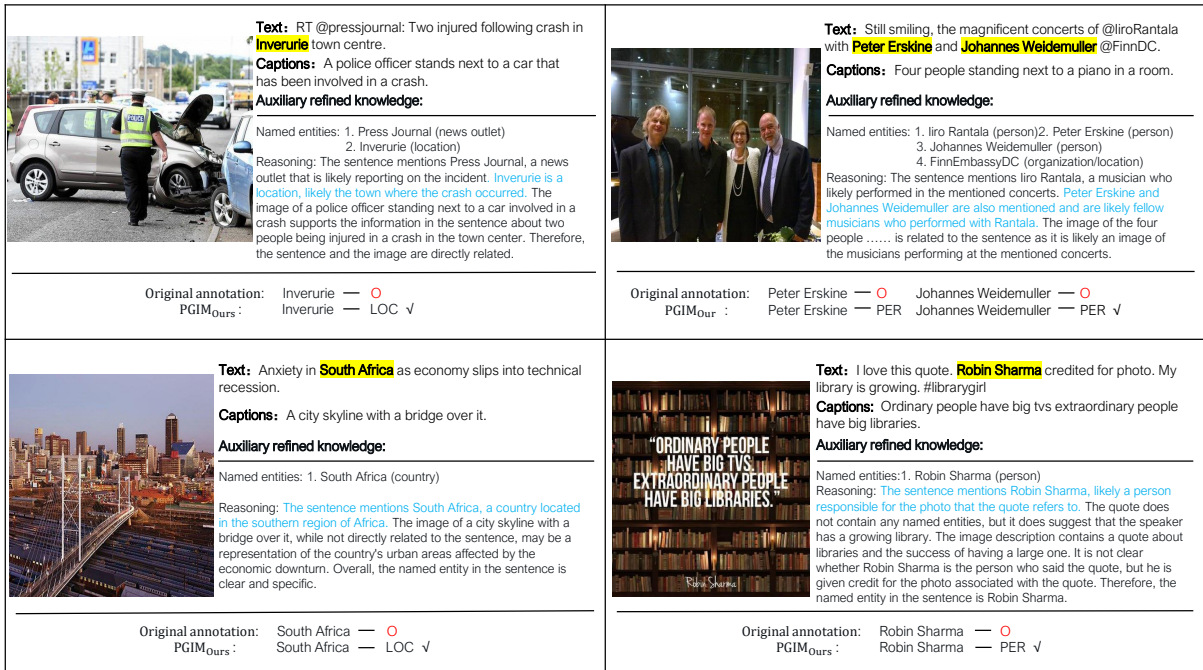 Text： RT @pressjournal: Two injured following crash in
Inverurie town centre.
Captions： A police officer stands next to a car that
has been involved in a crash.
Auxiliary refined knowledge:
Named entities: 1. Press Journal (news outlet)
2. Inverurie (location)
Reasoning: The sentence mentions Press Journal, a news
outlet that is likely reporting on the incident. Inverurie is a
location, likely the town where the crash occurred. The
image of a police officer standing next to a car involved in a
crash supports the information in the sentence about two
people being injured in a crash in the town center. Therefore,
the sentence and the image are directly related.
POLICE
Original annotation: Inverurie — O
PGIMOurs : Inverurie — LOC √
Text： Still smiling, the magnificent concerts of @IiroRantala
with Peter Erskine and Johannes Weidemuller @FinnDC.
Captions： Four people standing next to a piano in a room.
Auxiliary refined knowledge:
Named entities: 1. Iiro Rantala (person)2. Peter Erskine (person)
3. Johannes Weidemuller (person)
4. FinnEmbassyDC (organization/location)
Reasoning: The sentence mentions Iiro Rantala, a musician who
likely performed in the mentioned concerts. Peter Erskine and
Johannes Weidemuller are also mentioned and are likely fellow
musicians who performed with Rantala. The image of the four
people …… is related to the sentence as it is likely an image of
the musicians performing at the mentioned concerts.
Original annotation: Peter Erskine — O Johannes Weidemuller — O
PGIMOur : Peter Erskine — PER Johannes Weidemuller — PER √
Text： Anxiety in South Africa as economy slips into technical
recession.
Captions： A city skyline with a bridge over it.
Auxiliary refined knowledge:
Named entities: 1. South Africa (country)
Reasoning: The sentence mentions South Africa, a country located
in the southern region of Africa. The image of a city skyline with a
bridge over it, while not directly related to the sentence, may be a
representation of the country's urban areas affected by the
economic downturn. Overall, the named entity in the sentence is
clear and specific.
Original annotation: South Africa — O
PGIMOurs : South Africa — LOC √
Text： I love this quote. Robin Sharma credited for photo. My
library is growing. #librarygirl
Captions： Ordinary people have big tvs extraordinary people
have big libraries.
Auxiliary refined knowledge:
Named entities:1. Robin Sharma (person)
Reasoning: The sentence mentions Robin Sharma, likely a person
responsible for the photo that the quote refers to. The quote does
not contain any named entities, but it does suggest that the speaker
has a growing library. The image description contains a quote about
libraries and the success of having a large one. It is not clear
whether Robin Sharma is the person who said the quote, but he is
given credit for the photo associated with the quote. Therefore, the
named entity in the sentence is Robin Sharma.
“ORDINARY PEOPLE
HAVE BIG TVS.
EXTRAORDINARY PEOPLE
HAVE BIG LIBRARIES.”
Robin Sharma
Original annotation: Robin Sharma — O
PGIMOurs : Robin Sharma — PER √